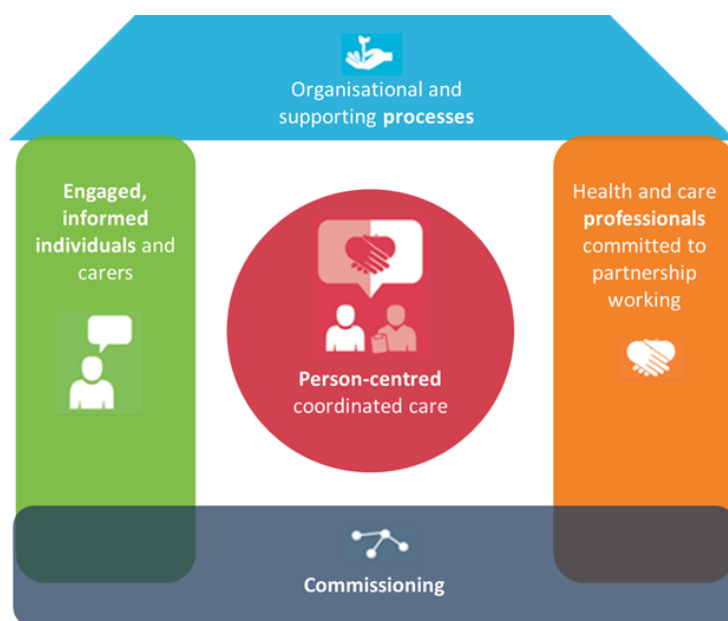 Organisational and
supporting processes
Engaged,
informed
individuals and
carers
Person-centred
coordinated care
Health and care
professionals
committed to
partnership
working
Commissioning